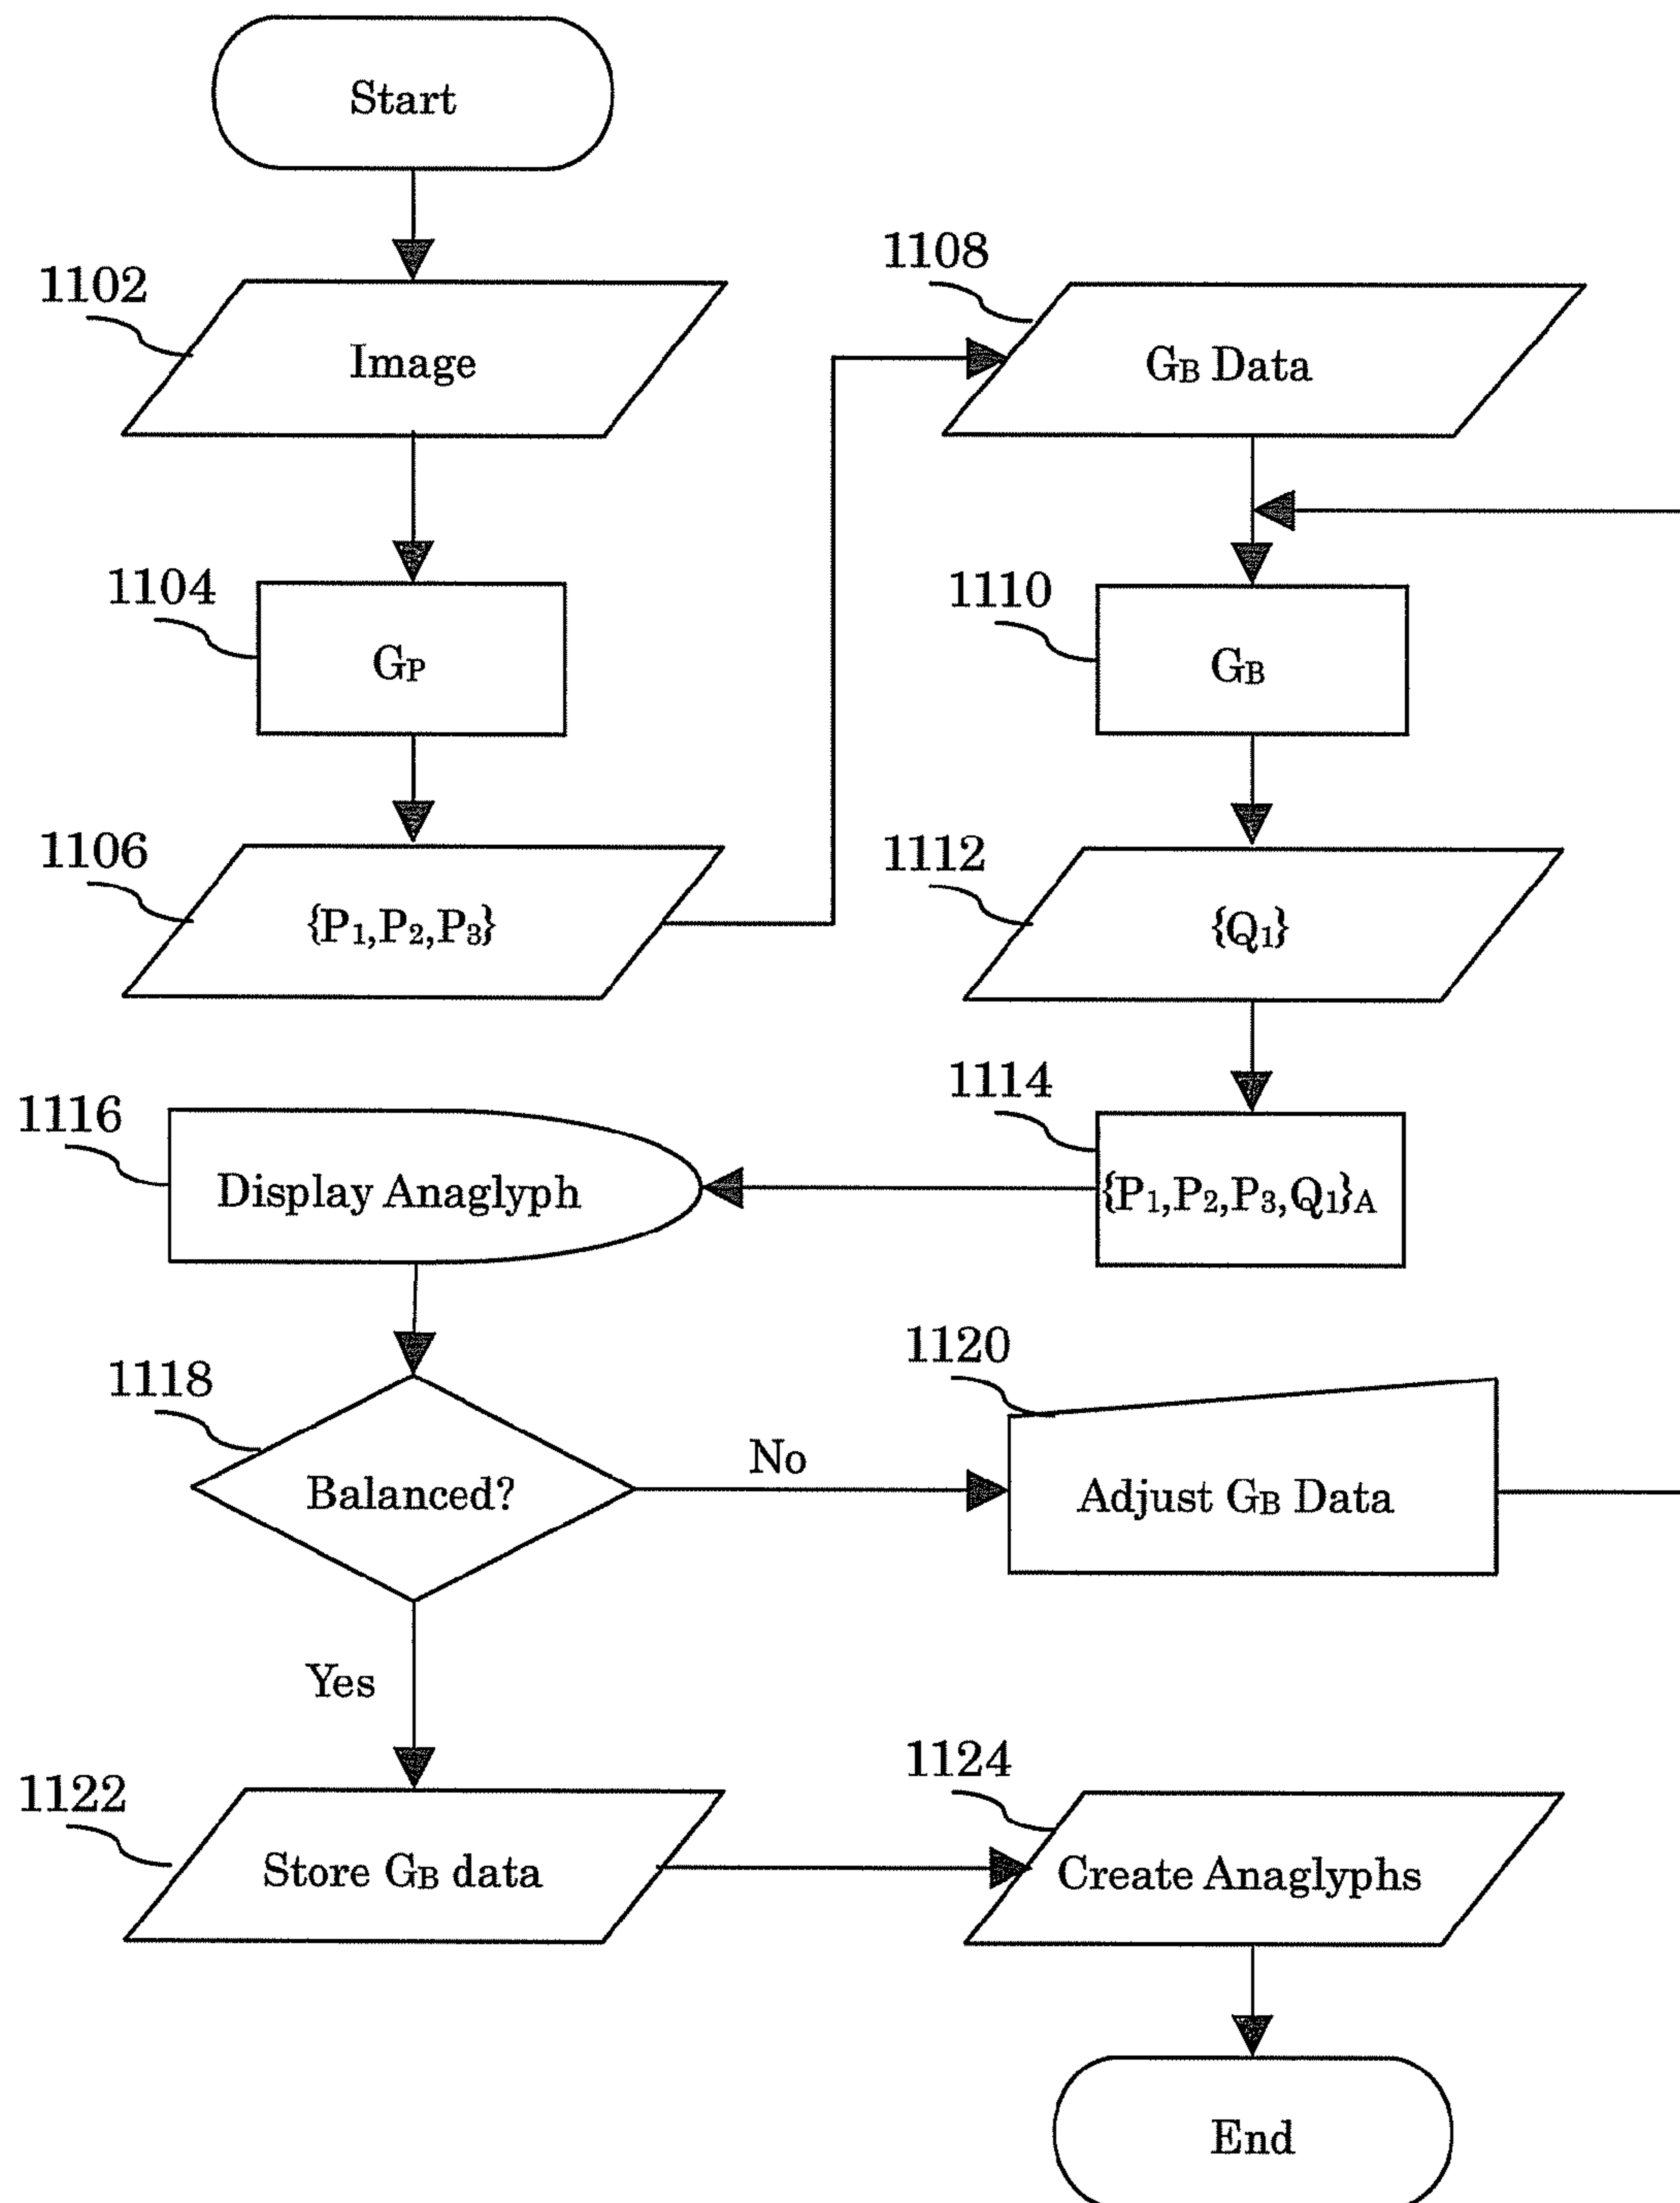 Start
1102
Image
1104
GP
1106
{P1,P2,P3}
1108
GB Data
1110
GB
1112
{Q1}
1114
{P1,P2,P3,Q1}A
1116
Display Anaglyph
1118
Balanced?
No
1120
Adjust GB Data
Yes
1122
Store GB data
1124
Create Anaglyphs
End